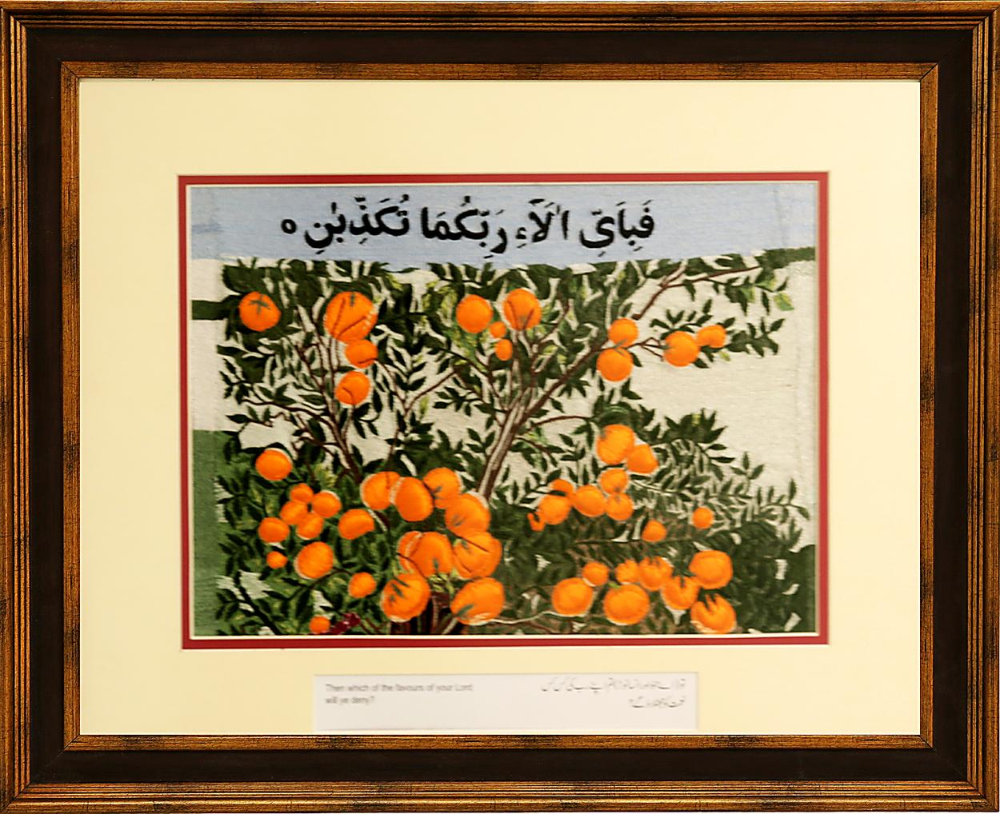 فَبِاَيِّ اٰلَآءِ رَبِّكُمَا تُكَذِّبٰنِ ○
Then which of the favours of your Lord
will ye deny?